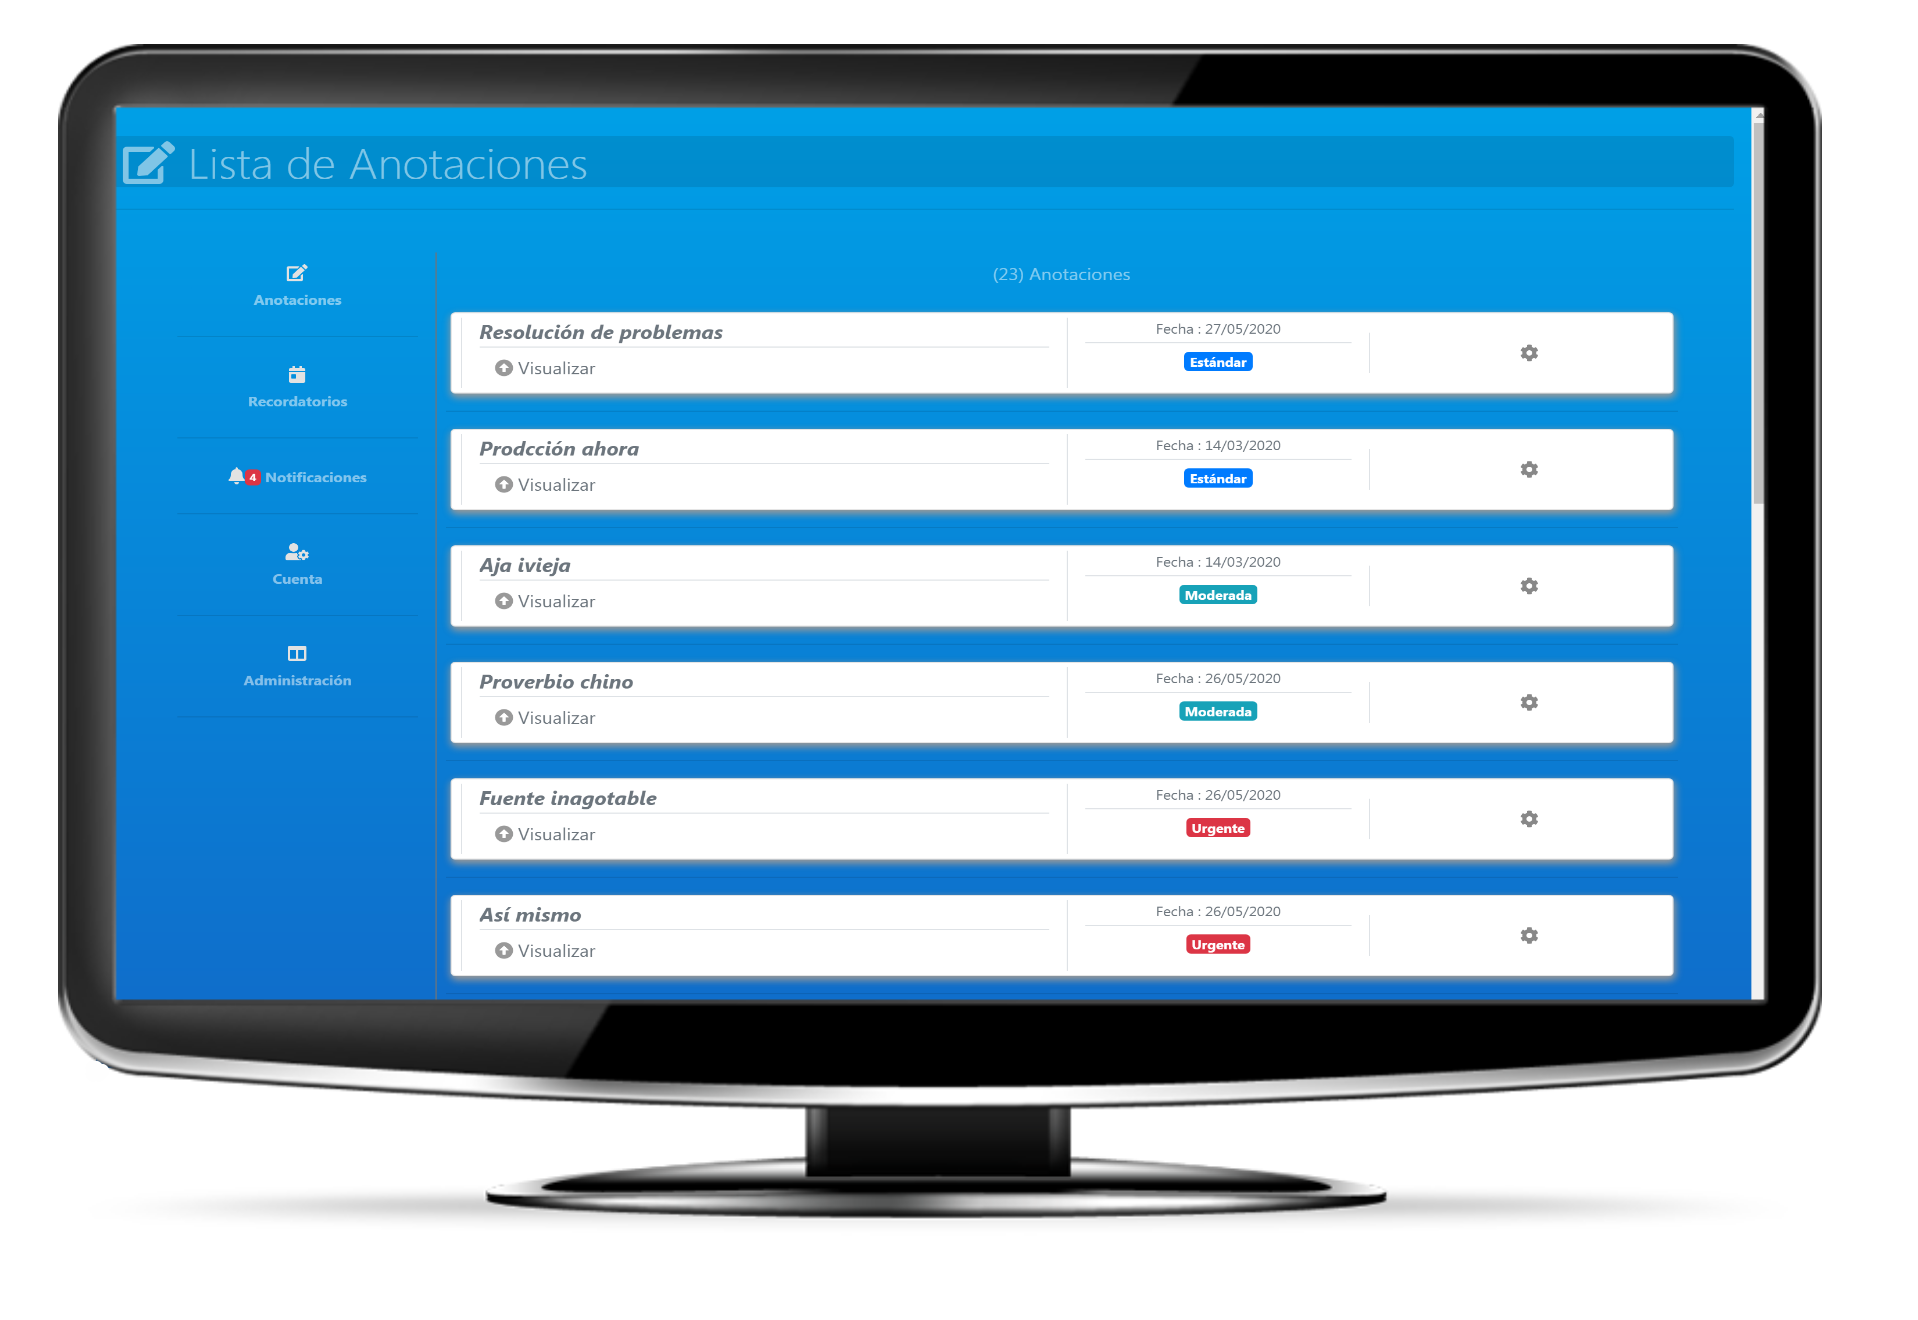 Lista de Anotaciones
Anotaciones
Recordatorios
4 Notificaciones
Cuenta
Administración
(23) Anotaciones
Resolución de problemas
Visualizar
Fecha : 27/05/2020
Estándar
Prodcción ahora
Visualizar
Fecha : 14/03/2020
Estándar
Aja ivieja
Visualizar
Fecha : 14/03/2020
Moderada
Proverbio chino
Visualizar
Fecha : 26/05/2020
Moderada
Fuente inagotable
Visualizar
Fecha : 26/05/2020
Urgente
Así mismo
Visualizar
Fecha : 26/05/2020
Urgente